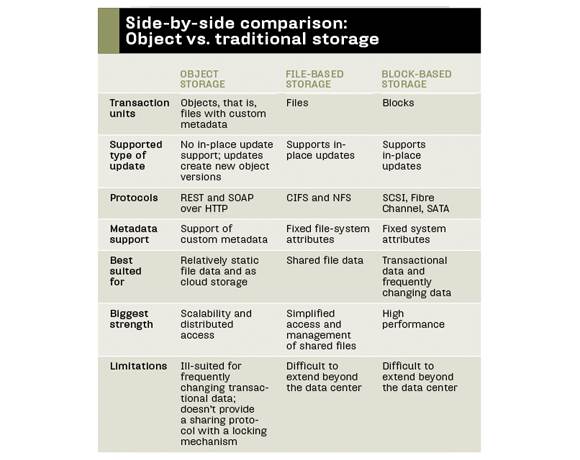 Side-by-side comparison:
Object vs. traditional storage
OBJECT STORAGE FILE-BASED STORAGE BLOCK-BASED STORAGE
Transaction units
Objects, that is,
files with custom
metadata
Files
Blocks
Supported
type of
update
No in-place update
support; updates
create new object
versions
Supports in-
place updates
Supports
in-place
updates
Protocols
REST and SOAP
over HTTP
CIFS and NFS
SCSI, Fibre
Channel, SATA
Metadata
support
Support of
custom metadata
Fixed file-system
attributes
Fixed system
attributes
Best
suited
for
Relatively static
file data and as
cloud storage
Shared file data
Transactional
data and
frequently
changing data
Biggest
strength
Scalability and
distributed
access
Simplified
access and
management
of shared files
High
performance
Limitations
Ill-suited for
frequently
changing transac-
tional data;
doesn't provide
a sharing proto-
col with a locking
mechanism
Difficult to
extend beyond
the data center
Difficult to
extend beyond
the data center